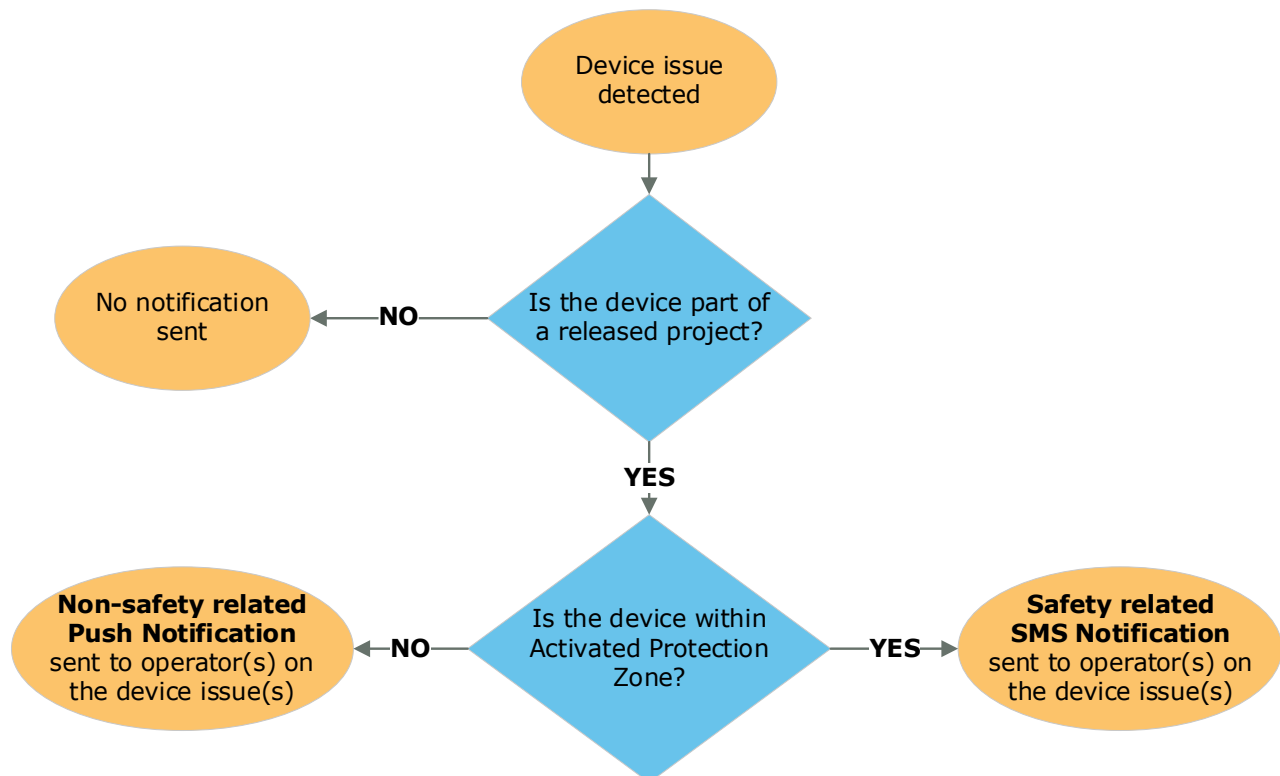 Device issue
detected
No notification
sent
NO
Is the device part of
a released project?
YES
Non-safety related
Push Notification
sent to operator(s) on
the device issue(s)
NO
Is the device within
Activated Protection
Zone?
YES
Safety related
SMS Notification
sent to operator(s) on
the device issue(s)